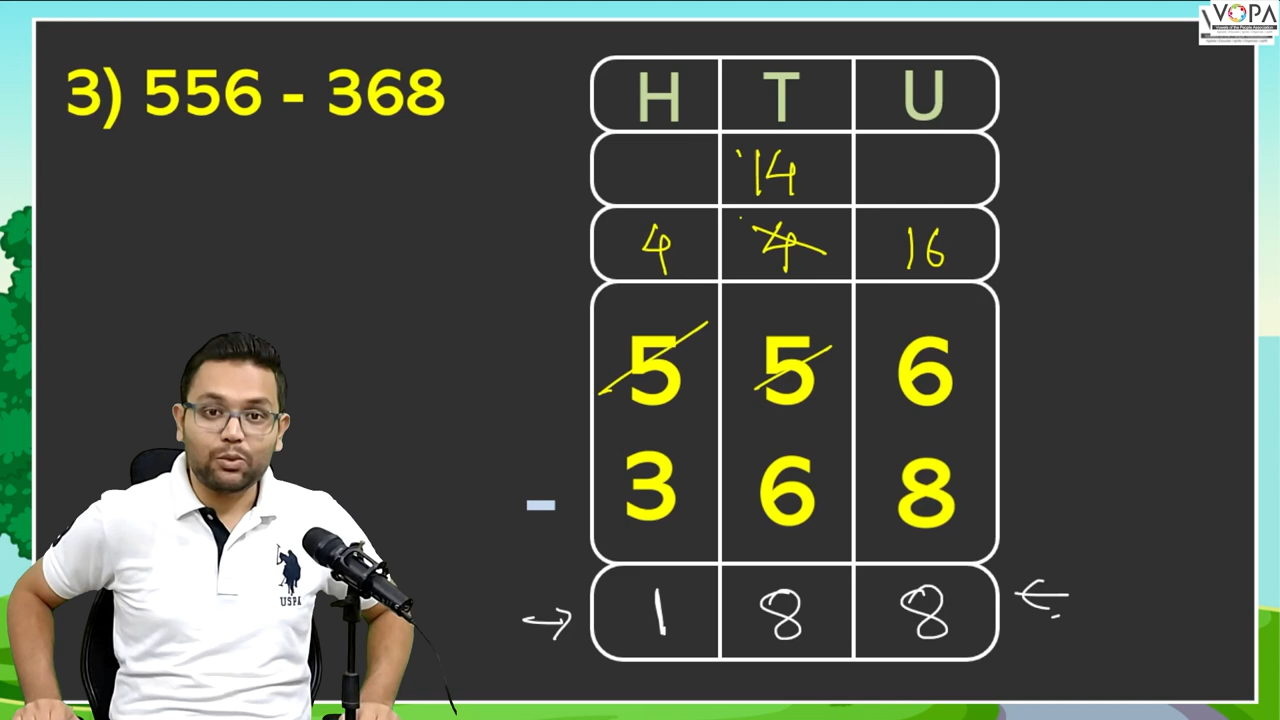 VOPA
3) 556 - 368
H T U
14
4 4 16
5 5 6
- 3 6 8
→ 1 8 8 ←
USPA